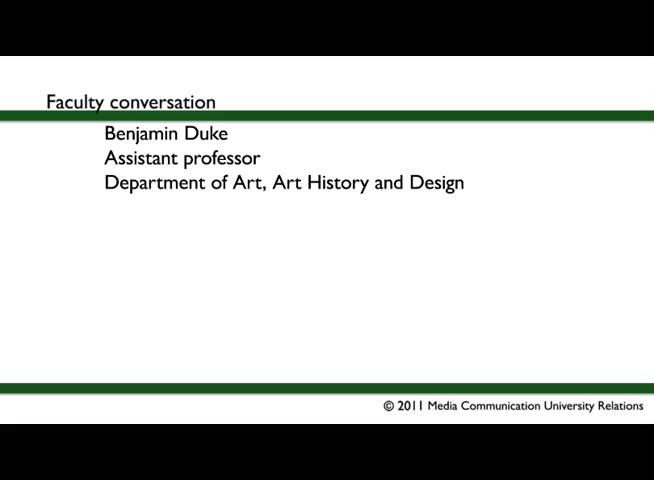 Faculty conversation
Benjamin Duke
Assistant professor
Department of Art, Art History and Design
© 2011 Media Communication University Relations